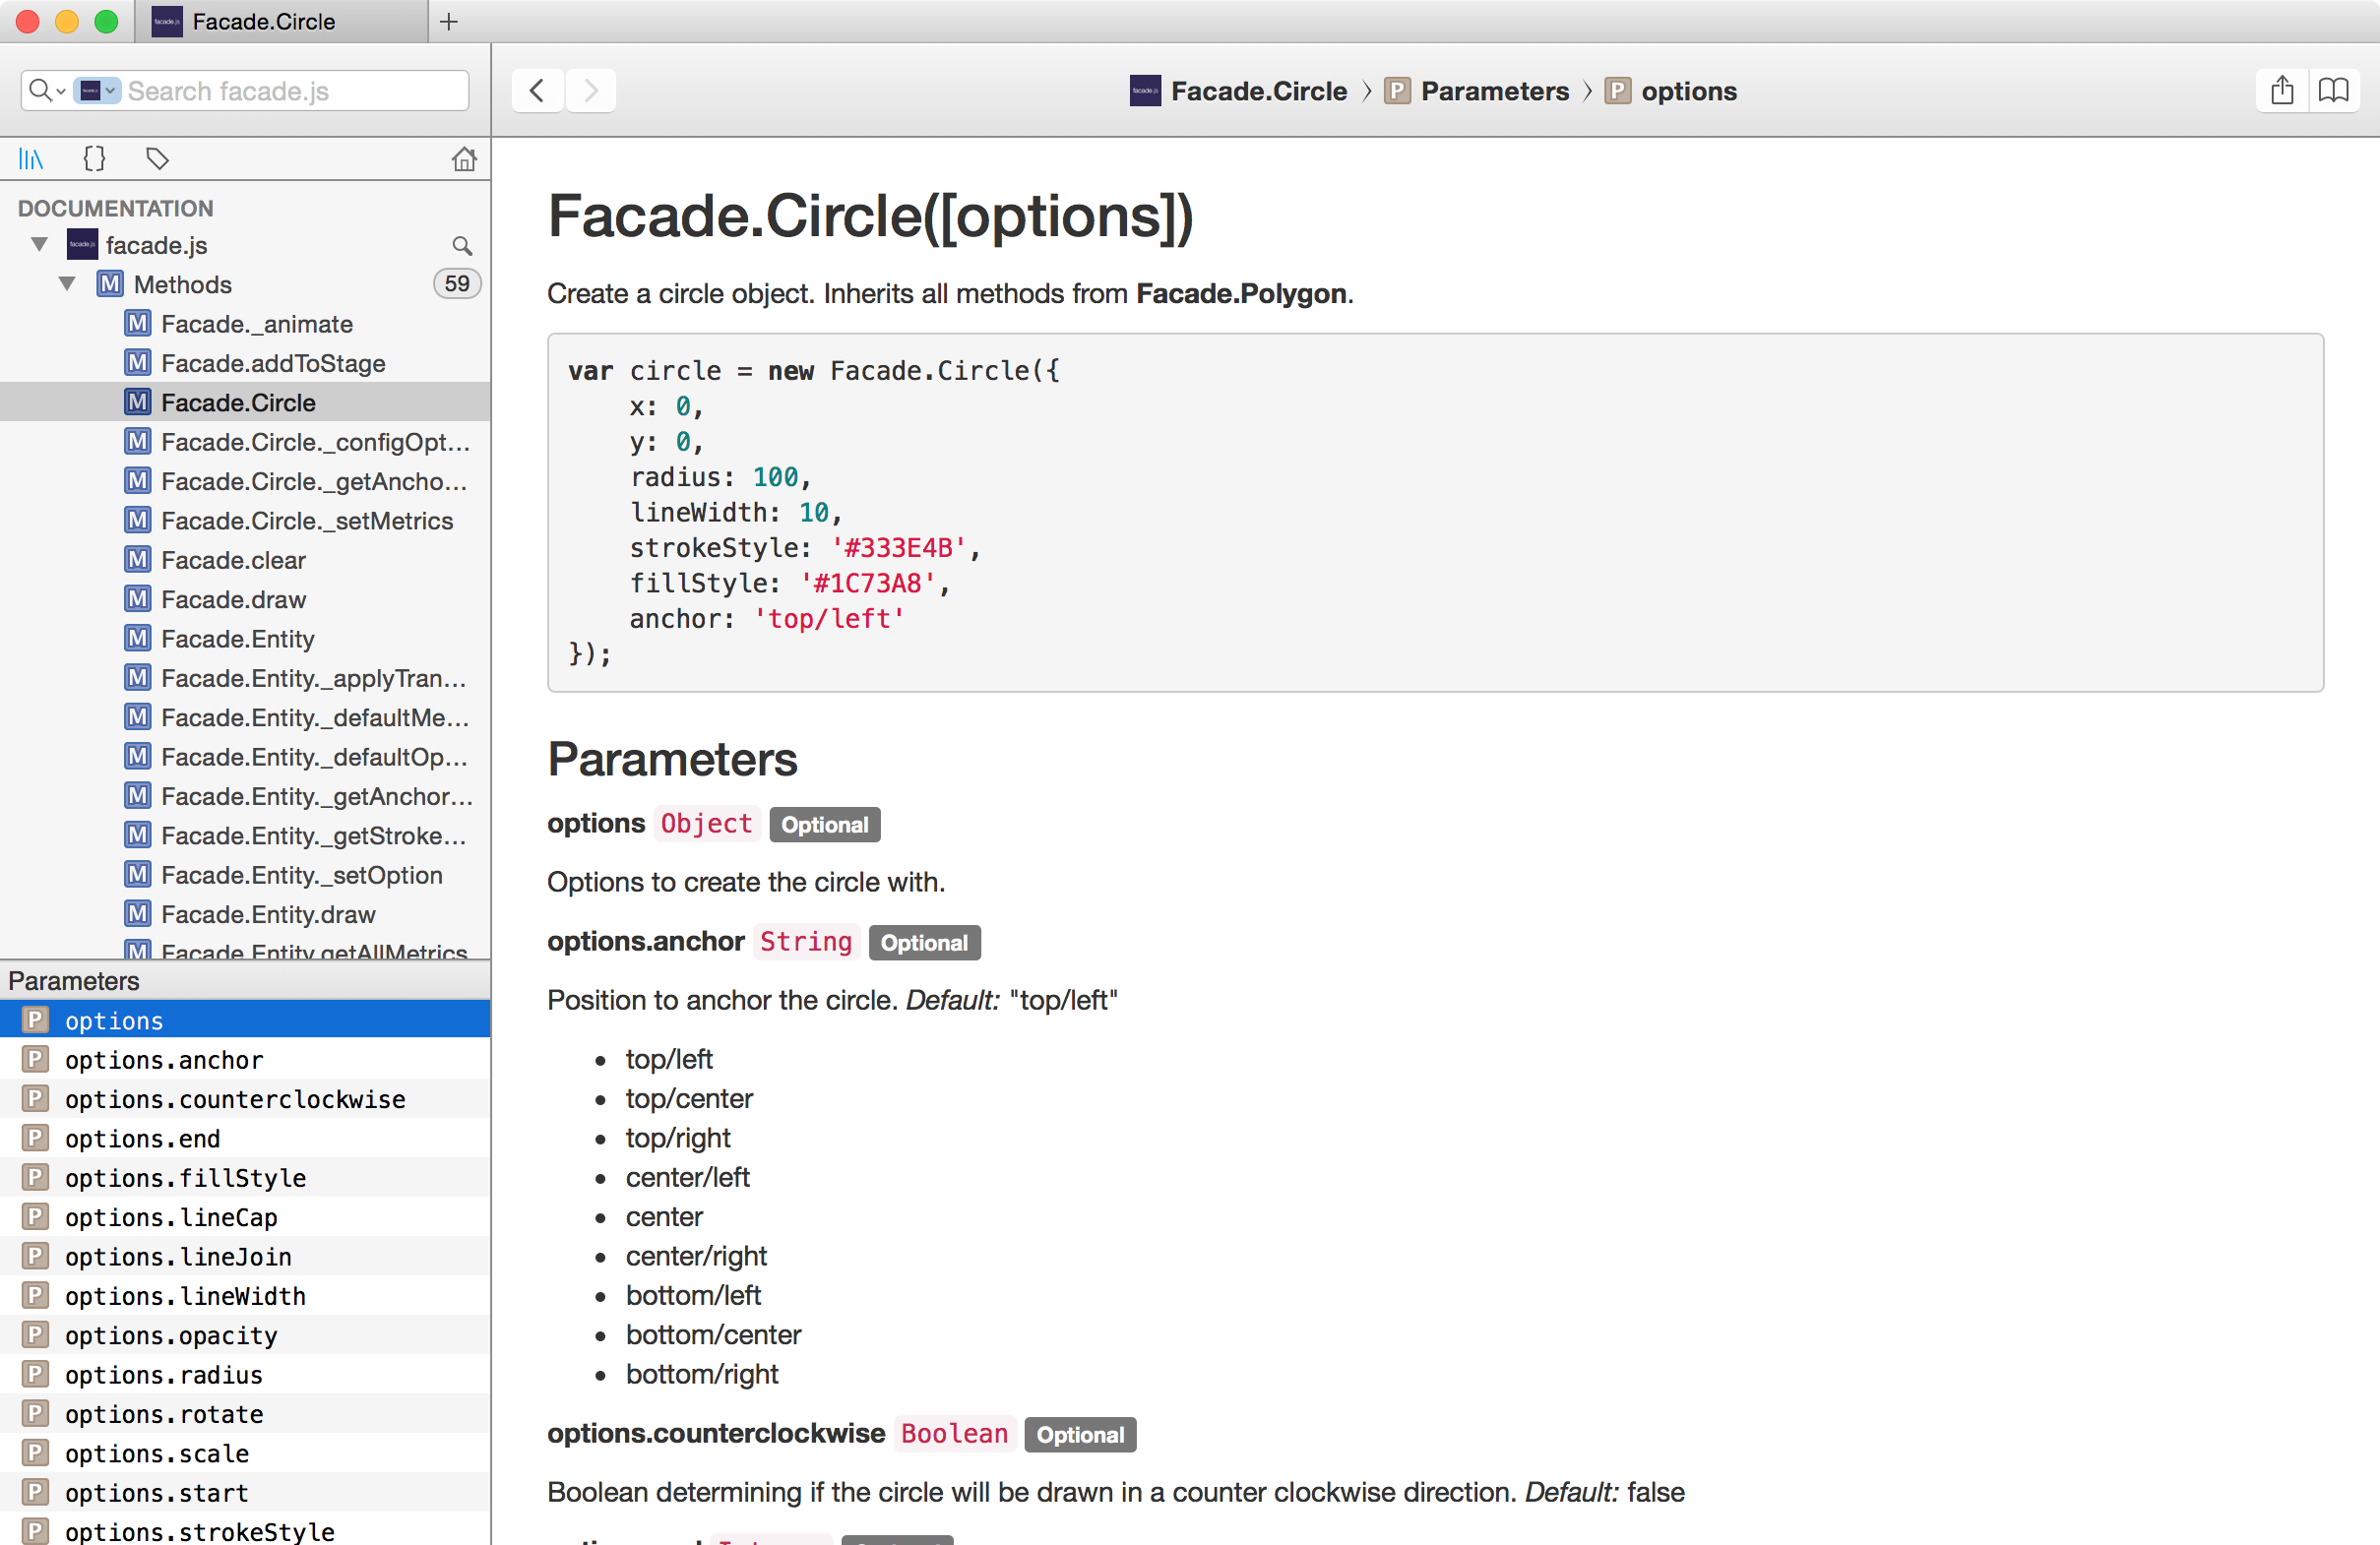 Facade.Circle
Search facade.js
Facade.Circle
Parameters
options
DOCUMENTATION
facade.js
Methods
59
Facade._animate
Facade.addToStage
Facade.Circle
Facade.Circle._configOpt...
Facade.Circle._getAncho...
Facade.Circle._setMetrics
Facade.clear
Facade.draw
Facade.Entity
Facade.Entity._applyTran...
Facade.Entity._defaultMe...
Facade.Entity._defaultOp...
Facade.Entity._getAnchor...
Facade.Entity._getStroke...
Facade.Entity._setOption
Facade.Entity.draw
Facade.Entity.getAllMetrics
Parameters
options
options.anchor
options.counterclockwise
options.end
options.fillStyle
options.lineCap
options.lineJoin
options.lineWidth
options.opacity
options.radius
options.rotate
options.scale
options.start
options.strokeStyle
Facade.Circle([options])
Create a circle object. Inherits all methods from Facade.Polygon.
var circle = new Facade.Circle({
x: 0,
y: 0,
radius: 100,
lineWidth: 10,
strokeStyle: '#333E4B',
fillStyle: '#1C73A8',
anchor: 'top/left'
});
Parameters
options Object Optional
Options to create the circle with.
options.anchor String Optional
Position to anchor the circle. Default: "top/left"
top/left
top/center
top/right
center/left
center
center/right
bottom/left
bottom/center
bottom/right
options.counterclockwise Boolean Optional
Boolean determining if the circle will be drawn in a counter clockwise direction. Default: false